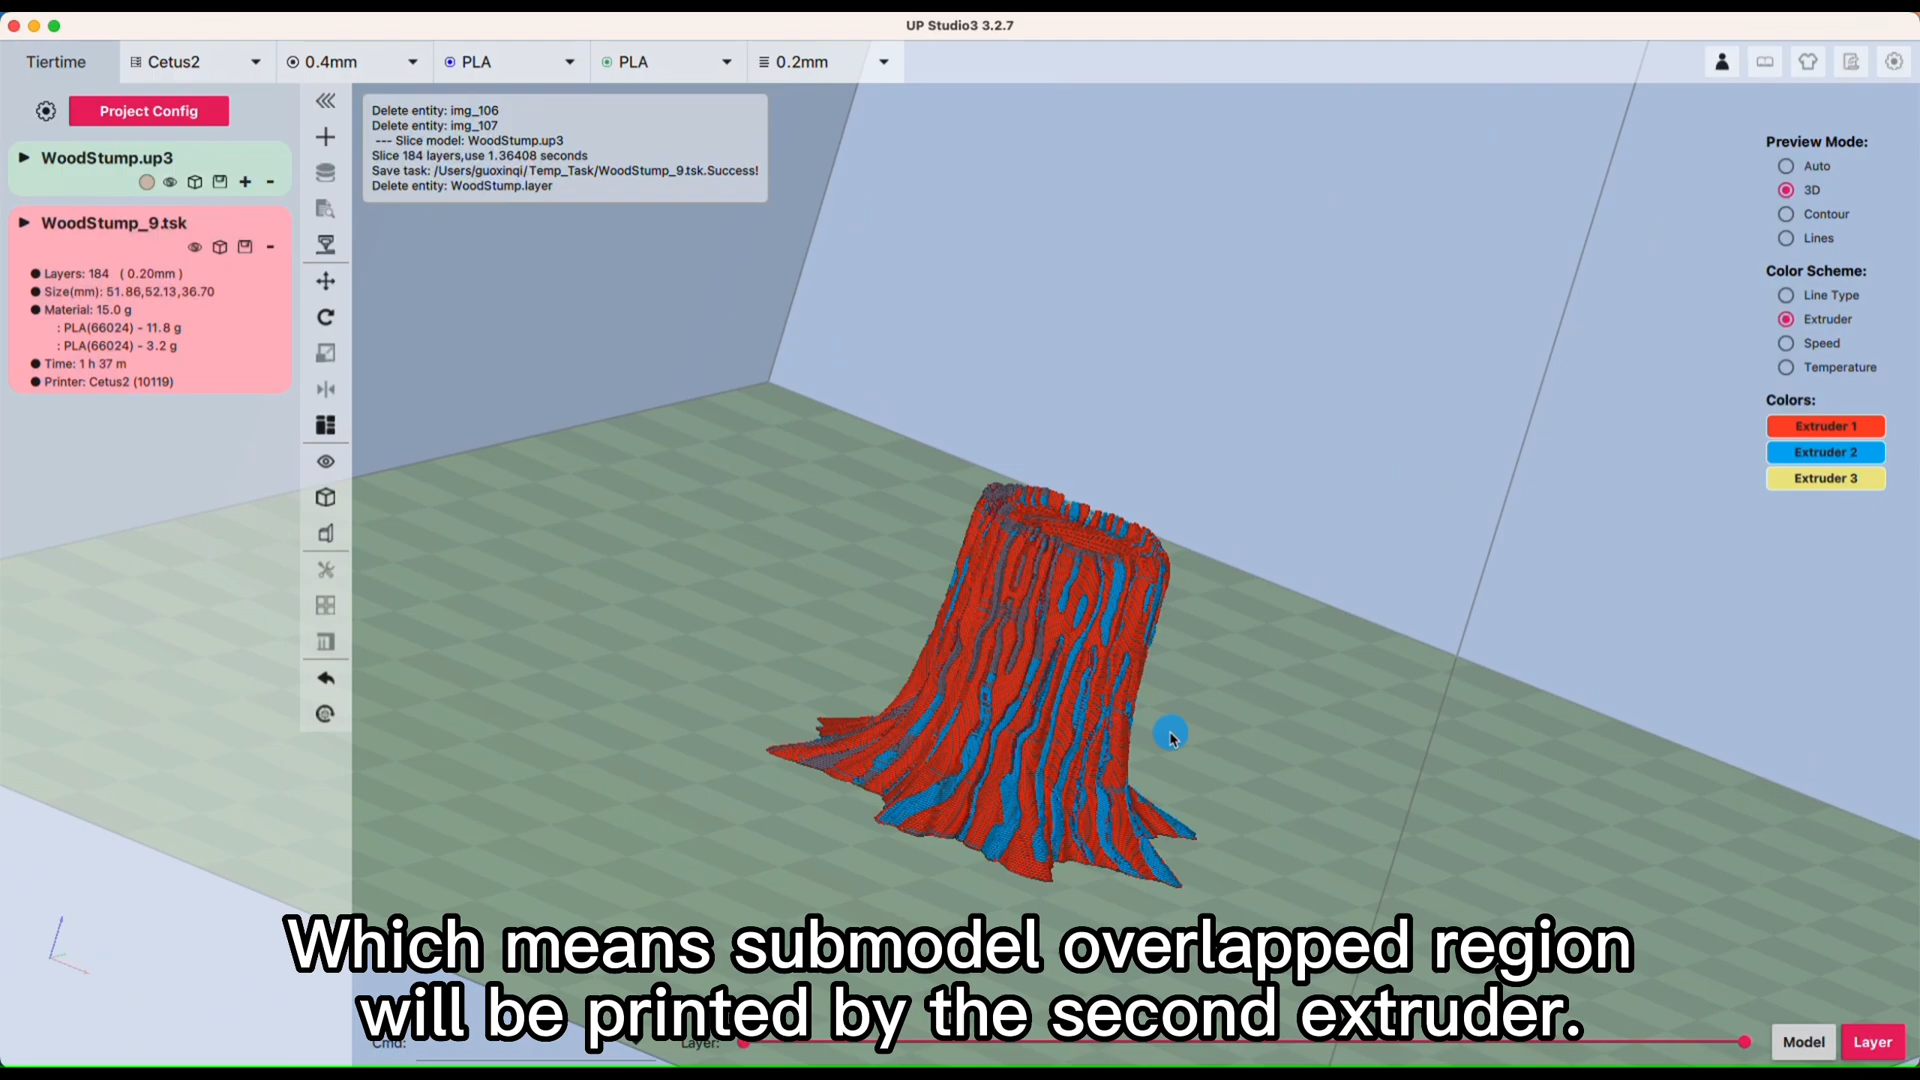 UP Studio3 3.2.7
Tiertime
Cetus2
0.4mm
PLA
PLA
0.2mm
Project Config
WoodStump.up3
WoodStump_9.tsk
Layers: 184 ( 0.20mm )
Size(mm): 51.86,52.13,36.70
Material: 15.0 g
: PLA(66024) - 11.8 g
: PLA(66024) - 3.2 g
Time: 1 h 37 m
Printer: Cetus2 (10119)
Delete entity: img_106
Delete entity: img_107
--- Slice model: WoodStump.up3
Slice 184 layers,use 1.36408 seconds
Save task: /Users/guoxinqi/Temp_Task/WoodStump_9.tsk.Success!
Delete entity: WoodStump.layer
Preview Mode:
Auto
3D
Contour
Lines
Color Scheme:
Line Type
Extruder
Speed
Temperature
Colors:
Extruder 1
Extruder 2
Extruder 3
Which means submodel overlapped region
will be printed by the second extruder.
Cmd:
Layer:
Model
Layer